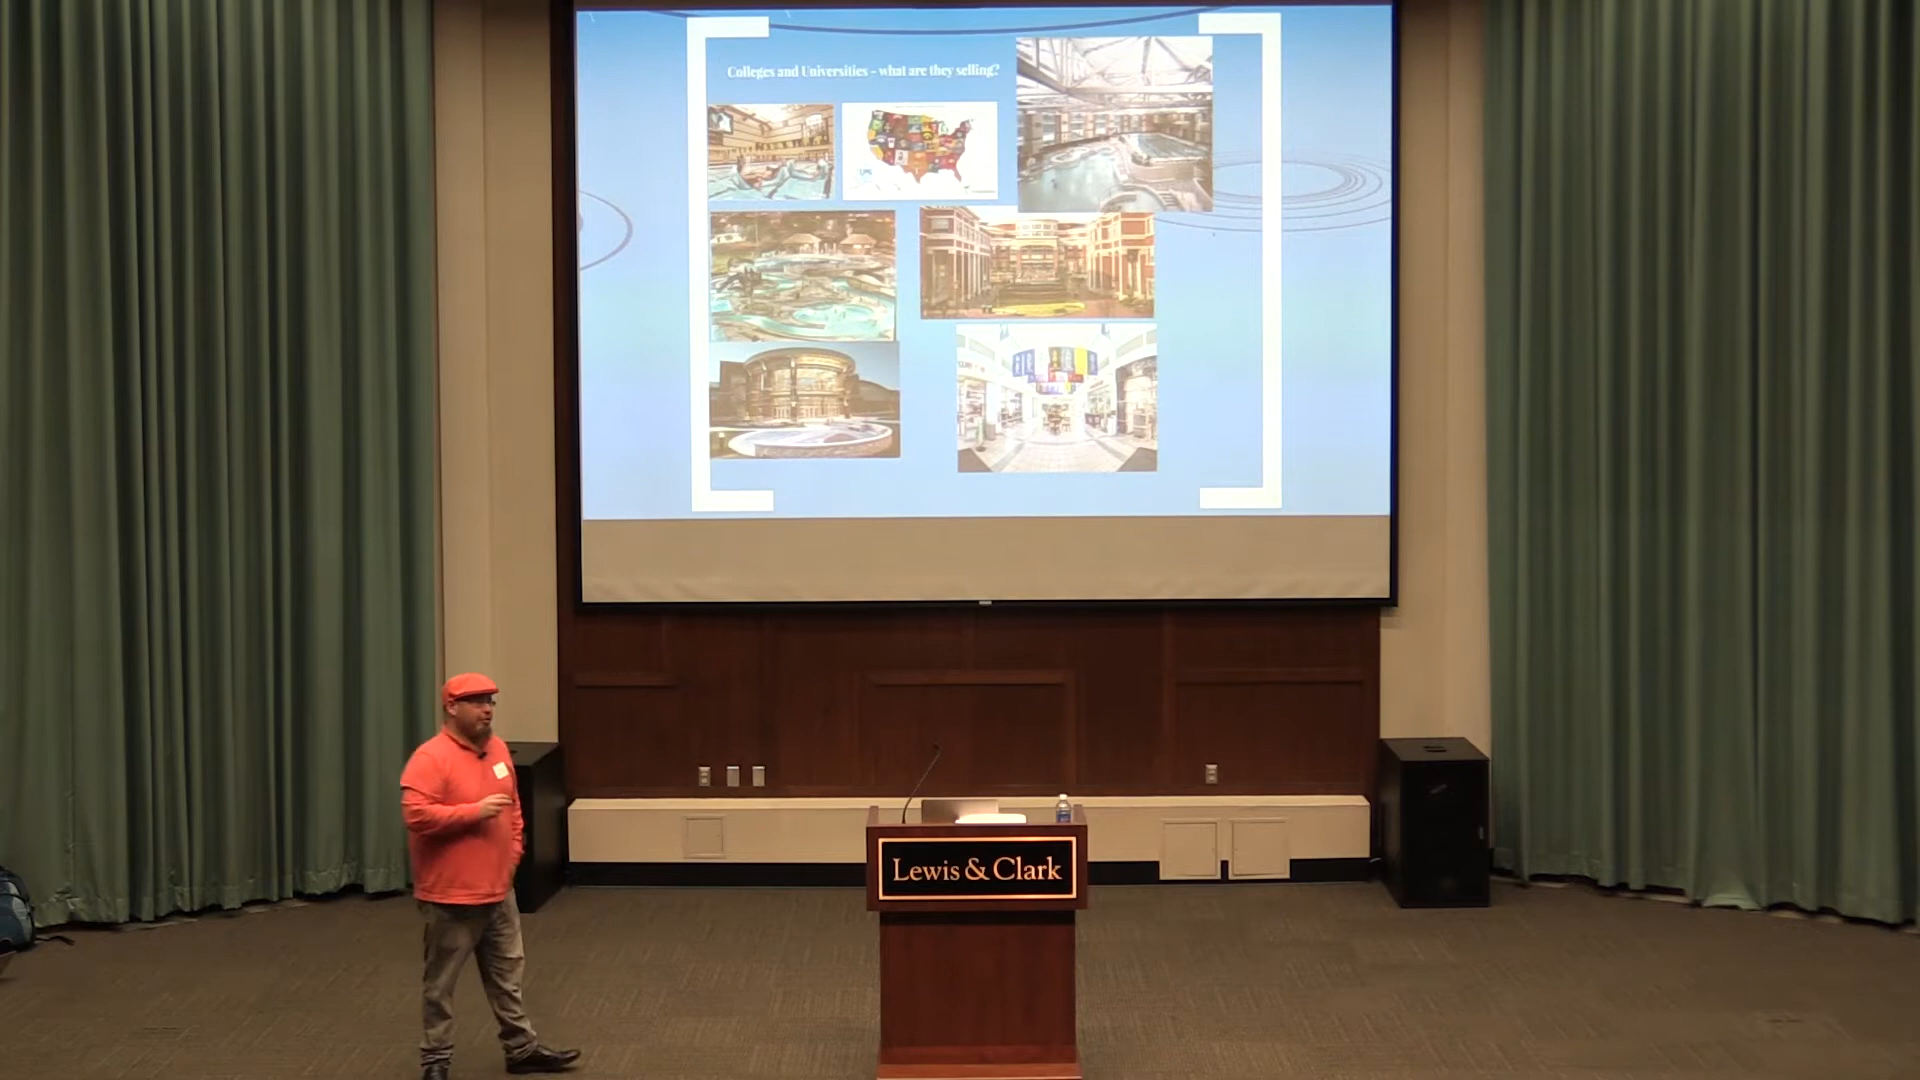 Colleges and Universities - what are they selling?
Lewis & Clark